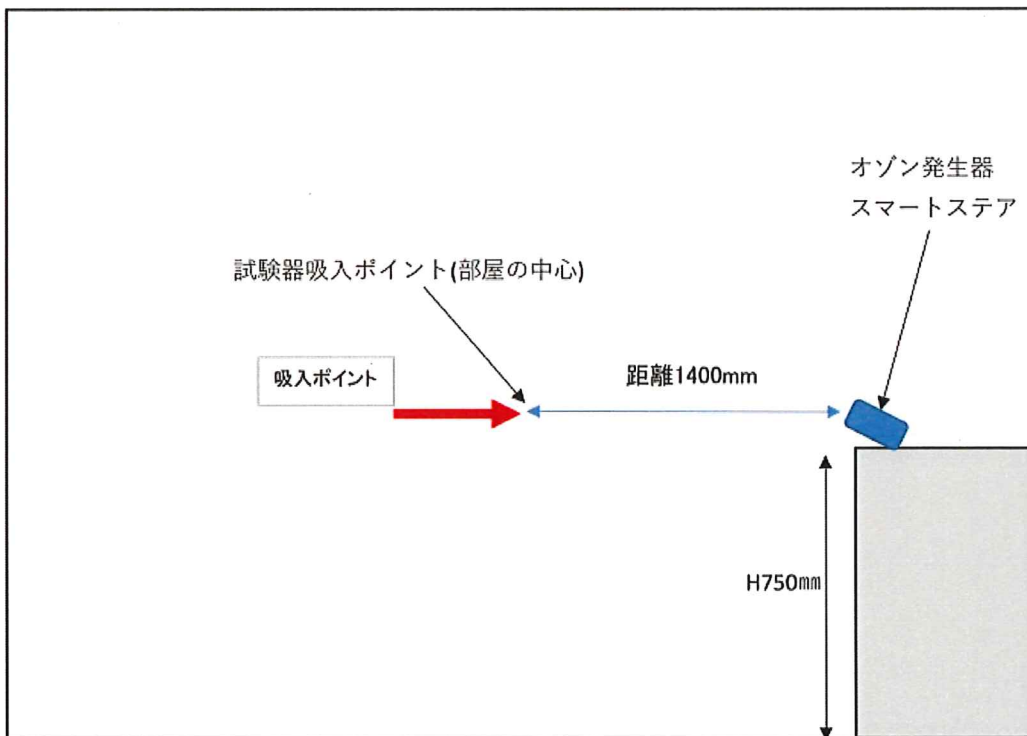 オゾン発生器
スマートステア
試験器吸入ポイント(部屋の中心)
吸入ポイント
距離1400mm
H750㎜